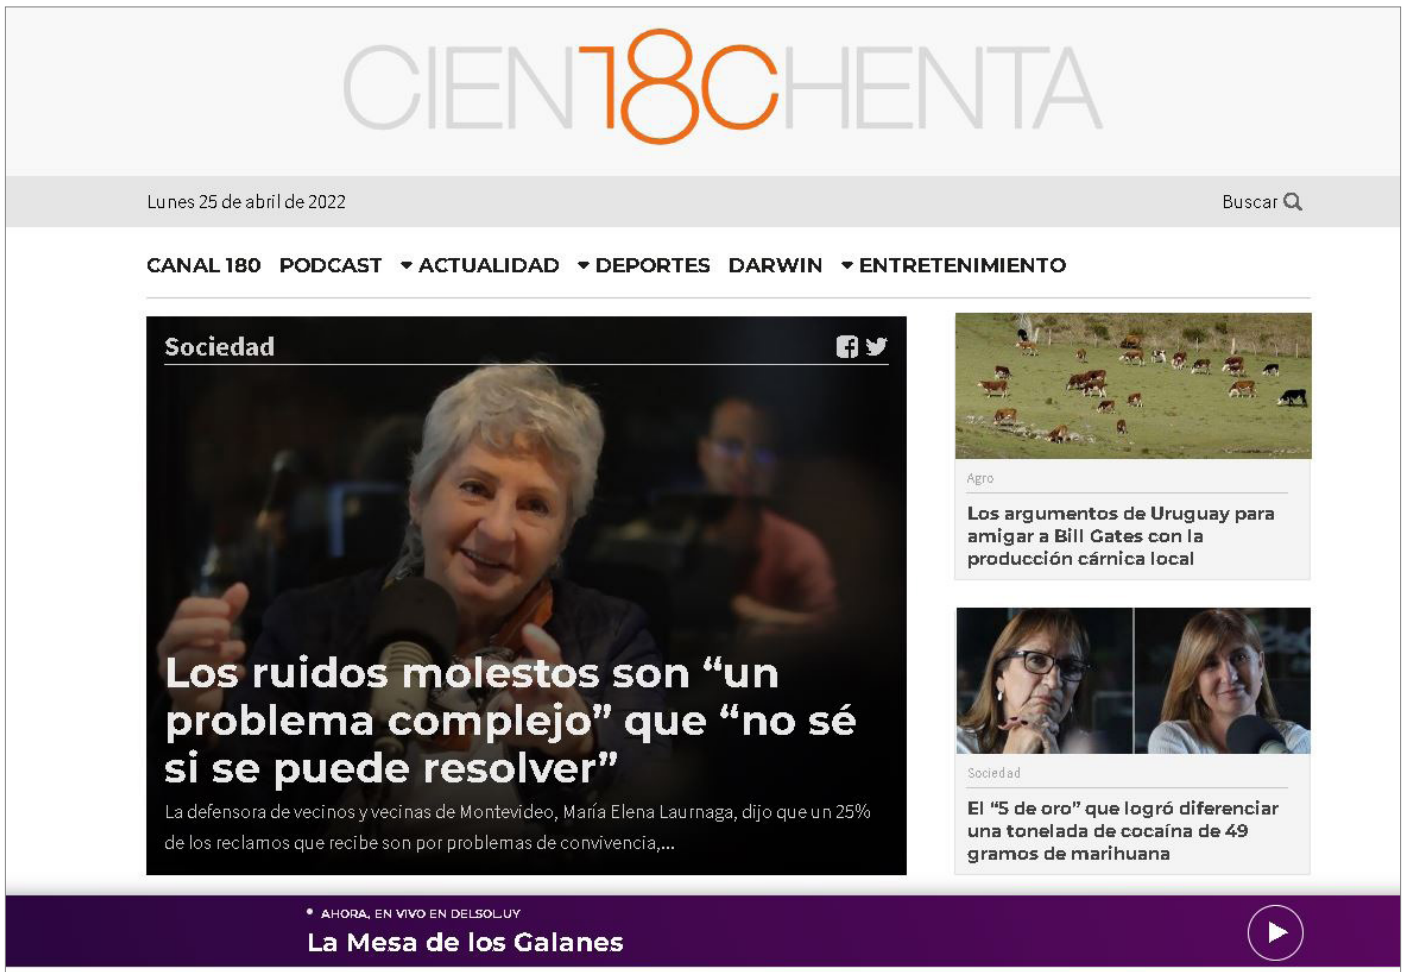 CIEN180CHENTA
Lunes 25 de abril de 2022
Buscar
CANAL 180 PODCAST ACTUALIDAD DEPORTES DARWIN ENTRETENIMIENTO
Sociedad
Los ruidos molestos son “un
problema complejo” que “no sé
si se puede resolver”
La defensora de vecinos y vecinas de Montevideo, María Elena Laurnaga, dijo que un 25%
de los reclamos que recibe son por problemas de convivencia,...
Agro
Los argumentos de Uruguay para
amigar a Bill Gates con la
producción cárnica local
Sociedad
El “5 de oro” que logró diferenciar
una tonelada de cocaína de 49
gramos de marihuana
AHORA, EN VIVO EN DELSOL.UY
La Mesa de los Galanes